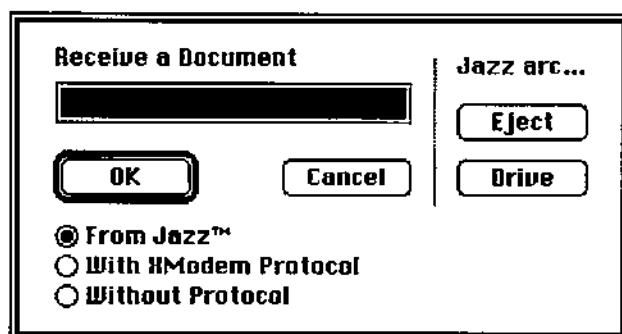 Receive a Document
Jazz arc...
Eject
OK
Cancel
Drive
From Jazz™
With XModem Protocol
Without Protocol